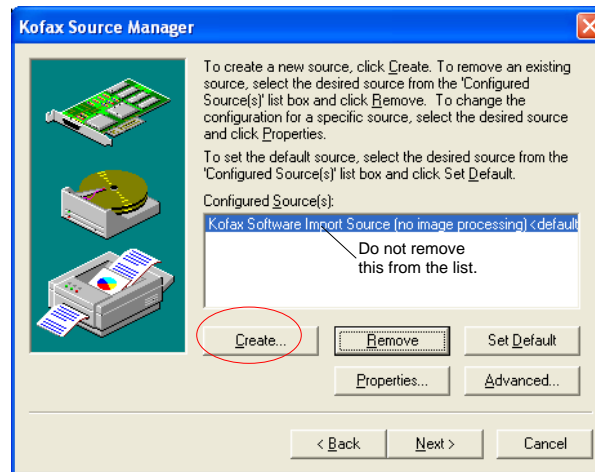 Kofax Source Manager
To create a new source, click Create. To remove an existing
source, select the desired source from the 'Configured
Source(s)' list box and click Remove. To change the
configuration for a specific source, select the desired source
and click Properties.
To set the default source, select the desired source from the
'Configured Source(s)' list box and click Set Default.
Configured Source(s):
Kofax Software Import Source (no image processing) <default
Do not remove
this from the list.
Create...
Remove
Set Default
Properties...
Advanced...
< Back
Next >
Cancel